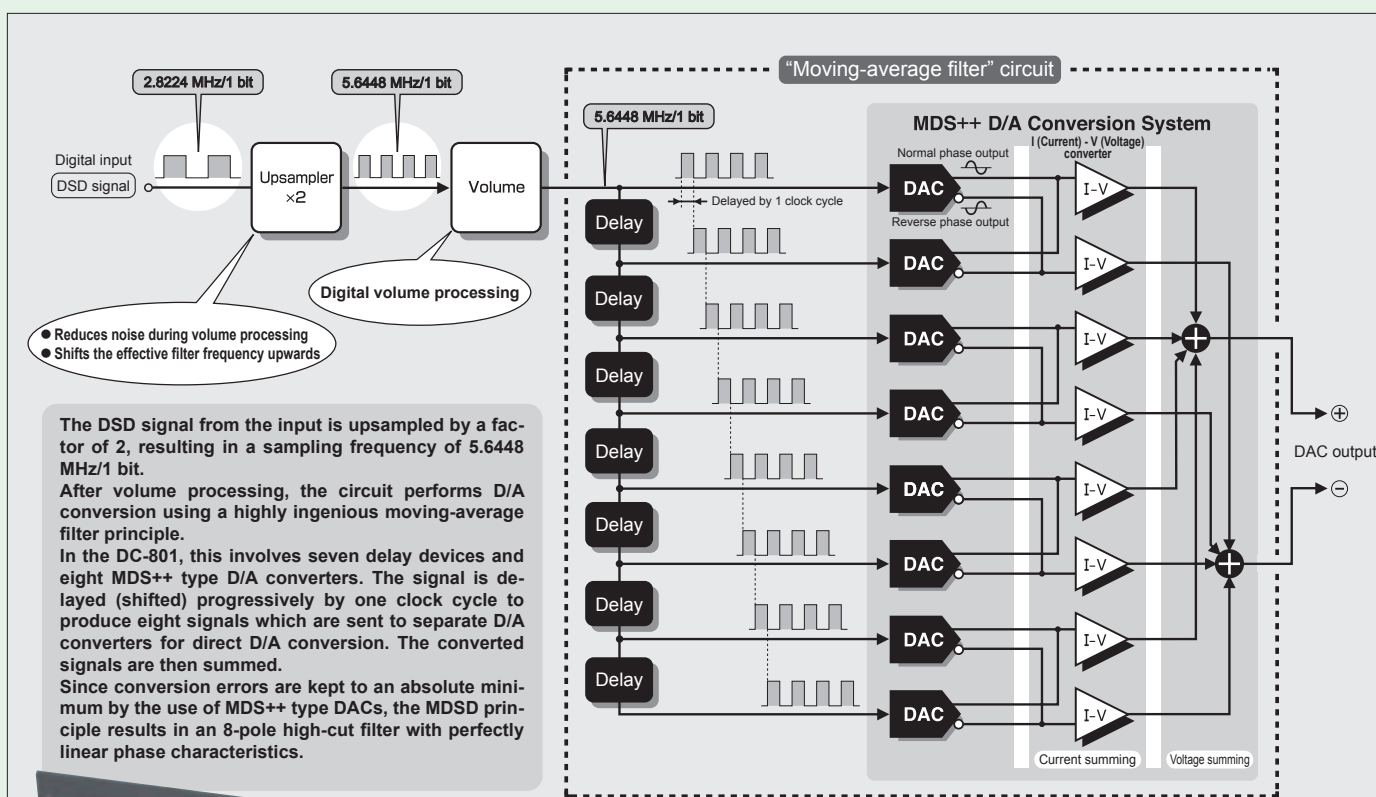 "Moving-average filter" circuit
2.8224 MHz/1 bit
5.6448 MHz/1 bit
5.6448 MHz/1 bit
MDS++ D/A Conversion System
I (Current) - V (Voltage)
converter
Digital input
DSD signal
Upsampler
×2
Volume
Normal phase output
DAC
I-V
Delayed by 1 clock cycle
Reverse phase output
Delay
DAC
I-V
Digital volume processing
Delay
● Reduces noise during volume processing
● Shifts the effective filter frequency upwards
DAC
I-V
+
Delay
DAC
I-V
⊕
DAC output
⊖
The DSD signal from the input is upsampled by a fac-
tor of 2, resulting in a sampling frequency of 5.6448
MHz/1 bit.
After volume processing, the circuit performs D/A
conversion using a highly ingenious moving-average
filter principle.
In the DC-801, this involves seven delay devices and
eight MDS++ type D/A converters. The signal is de-
layed (shifted) progressively by one clock cycle to
produce eight signals which are sent to separate D/A
converters for direct D/A conversion. The converted
signals are then summed.
Since conversion errors are kept to an absolute mini-
mum by the use of MDS++ type DACs, the MDSD prin-
ciple results in an 8-pole high-cut filter with perfectly
linear phase characteristics.
Delay
DAC
I-V
Delay
DAC
I-V
+
Delay
DAC
I-V
Delay
DAC
I-V
Current summing
Voltage summing